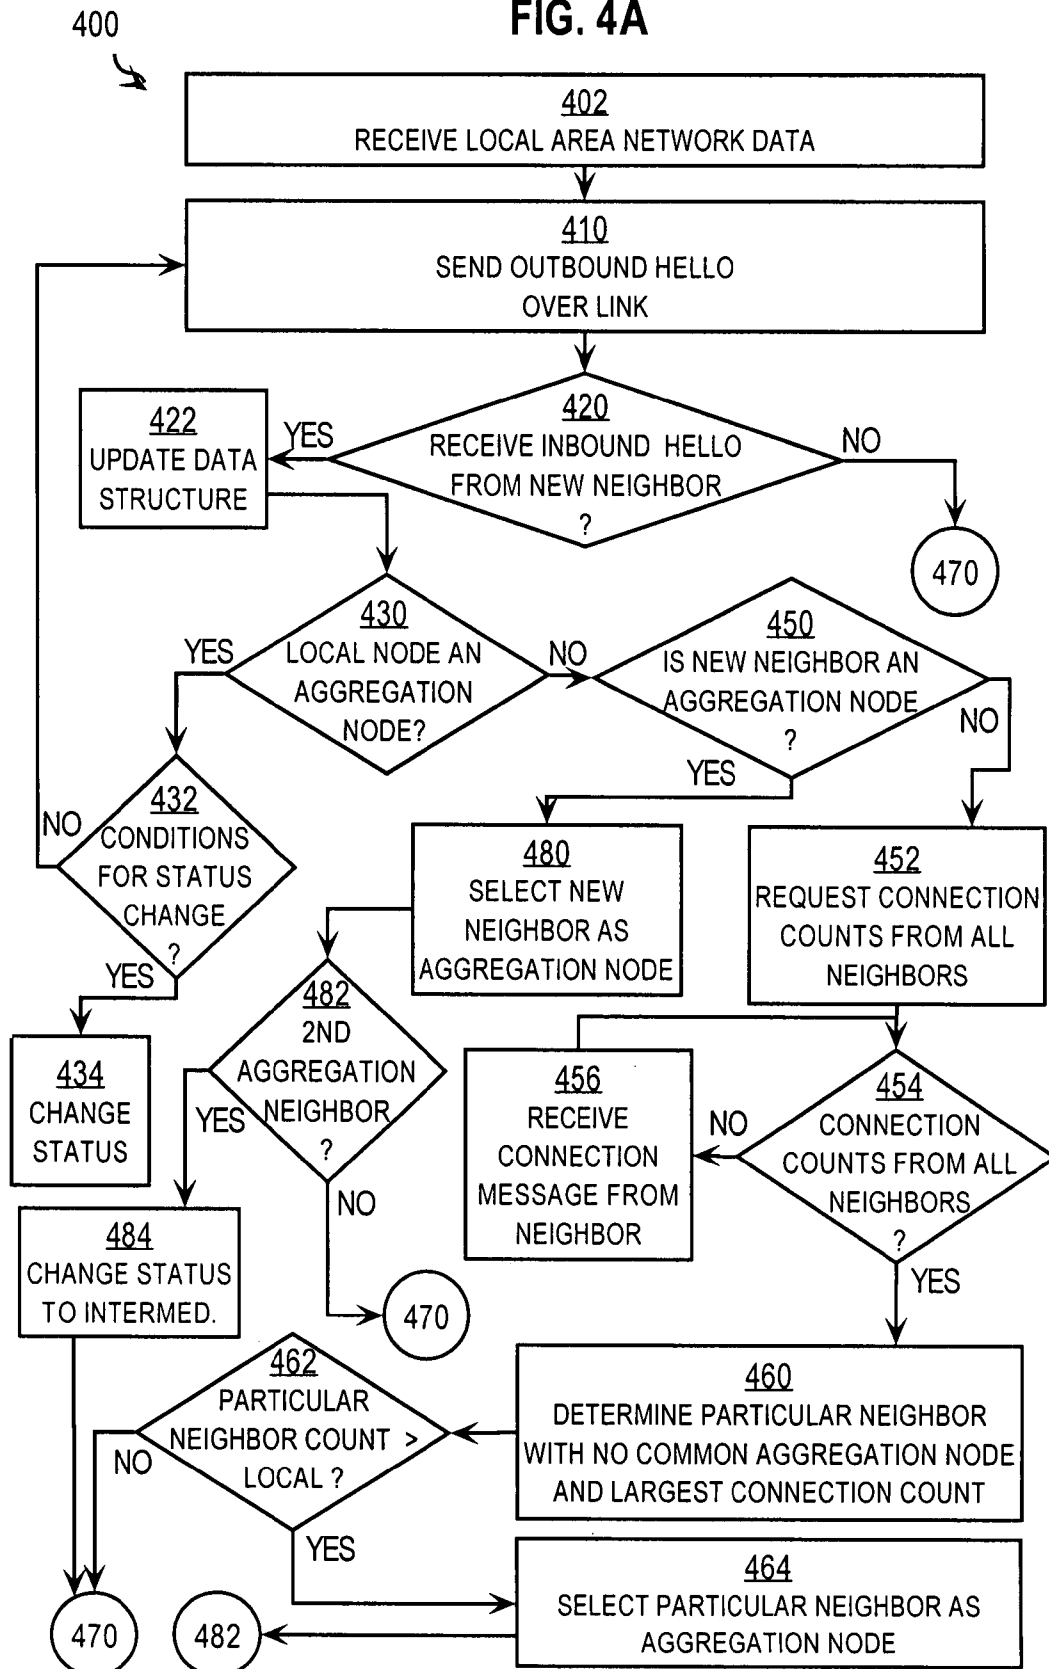 FIG. 4A
400
402
RECEIVE LOCAL AREA NETWORK DATA
410
SEND OUTBOUND HELLO
OVER LINK
420
RECEIVE INBOUND HELLO
FROM NEW NEIGHBOR
?
YES
NO
422
UPDATE DATA
STRUCTURE
470
430
LOCAL NODE AN
AGGREGATION
NODE?
YES
NO
450
IS NEW NEIGHBOR AN
AGGREGATION NODE
?
NO
YES
432
CONDITIONS
FOR STATUS
CHANGE
?
NO
YES
434
CHANGE
STATUS
480
SELECT NEW
NEIGHBOR AS
AGGREGATION NODE
452
REQUEST CONNECTION
COUNTS FROM ALL
NEIGHBORS
482
2ND
AGGREGATION
NEIGHBOR
?
YES
NO
456
RECEIVE
CONNECTION
MESSAGE FROM
NEIGHBOR
454
CONNECTION
COUNTS FROM ALL
NEIGHBORS
?
NO
YES
484
CHANGE STATUS
TO INTERMED.
470
462
PARTICULAR
NEIGHBOR COUNT >
LOCAL ?
NO
YES
460
DETERMINE PARTICULAR NEIGHBOR
WITH NO COMMON AGGREGATION NODE
AND LARGEST CONNECTION COUNT
464
SELECT PARTICULAR NEIGHBOR AS
AGGREGATION NODE
470
482